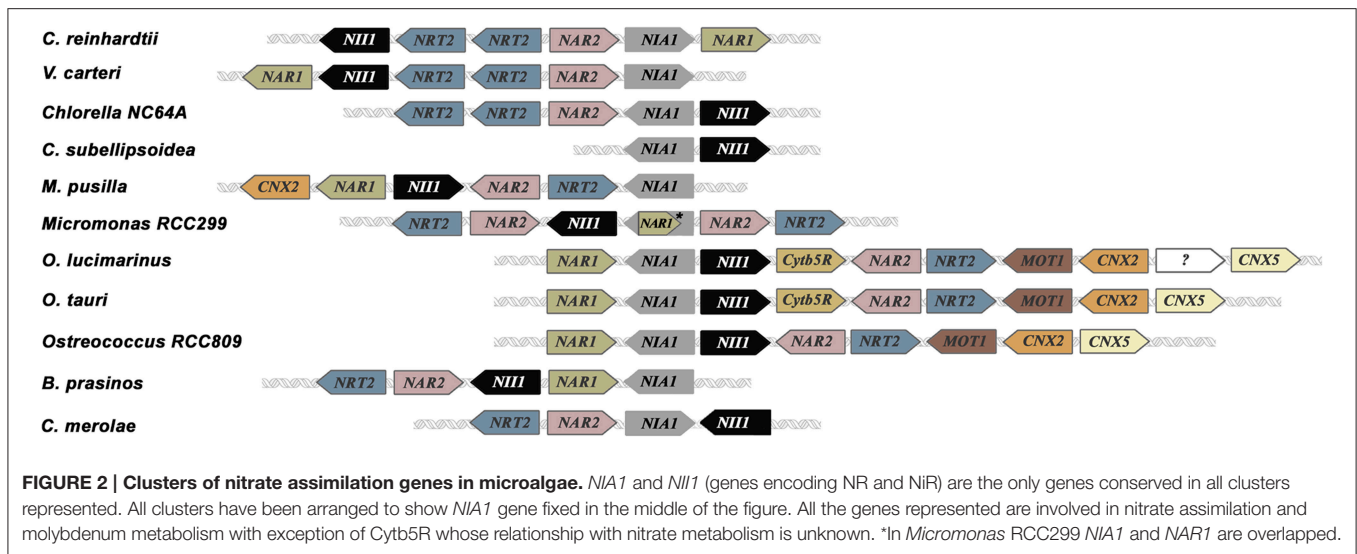 C. reinhardtii NII1 NRT2 NRT2 NAR2 NIA1 NAR1
V. carteri NAR1 NII1 NRT2 NRT2 NAR2 NIA1
Chlorella NC64A NRT2 NRT2 NAR2 NIA1 NII1
C. subellipsoidea NIA1 NII1
M. pusilla CNX2 NAR1 NII1 NAR2 NRT2 NIA1
Micromonas RCC299 NRT2 NAR2 NII1 NAR1* NAR2 NRT2
O. lucimarinus NAR1 NIA1 NII1 Cytb5R NAR2 NRT2 MOT1 CNX2 ? CNX5
O. tauri NAR1 NIA1 NII1 Cytb5R NAR2 NRT2 MOT1 CNX2 CNX5
Ostreococcus RCC809 NAR1 NIA1 NII1 NAR2 NRT2 MOT1 CNX2 CNX5
B. prasinos NRT2 NAR2 NII1 NAR1 NIA1
C. merolae NRT2 NAR2 NIA1 NII1
FIGURE 2 | Clusters of nitrate assimilation genes in microalgae. NIA1 and NII1 (genes encoding NR and NiR) are the only genes conserved in all clusters
represented. All clusters have been arranged to show NIA1 gene fixed in the middle of the figure. All the genes represented are involved in nitrate assimilation and
molybdenum metabolism with exception of Cytb5R whose relationship with nitrate metabolism is unknown. *In Micromonas RCC299 NIA1 and NAR1 are overlapped.